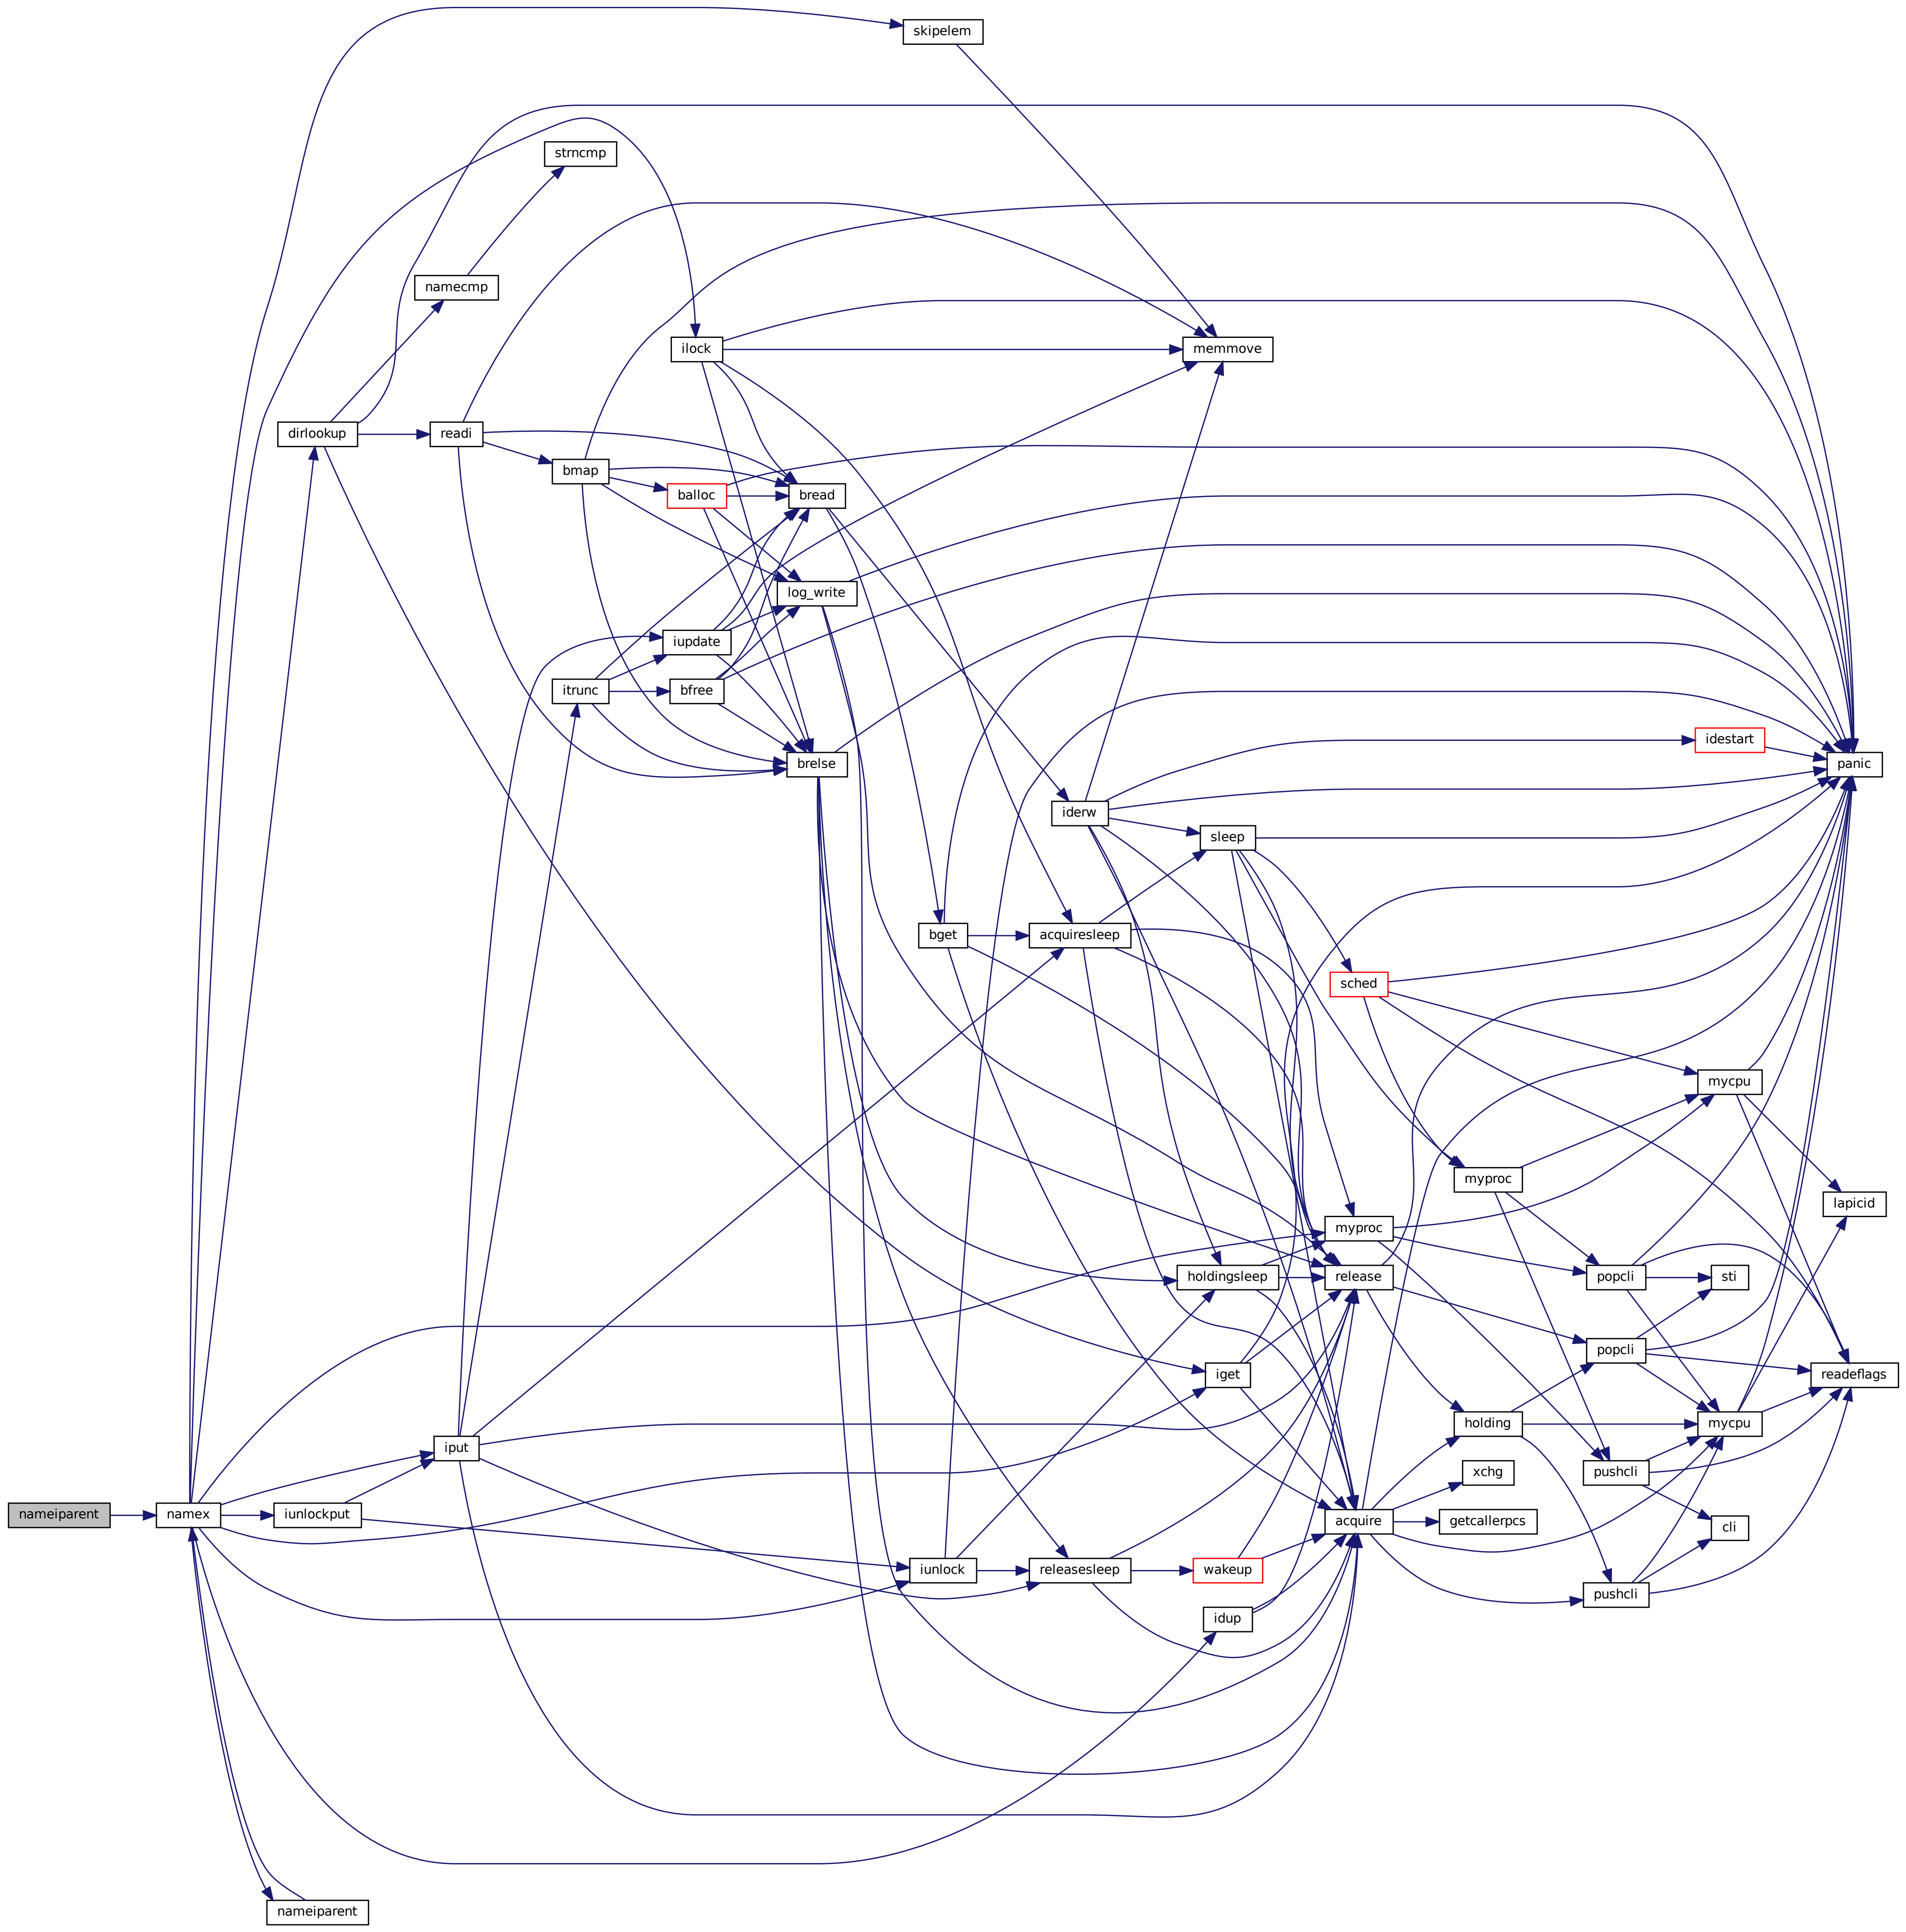 skipelem
strncmp
namecmp
ilock
memmove
dirlookup
readi
bmap
balloc
bread
log_write
iupdate
itrunc
bfree
idestart
brelse
panic
iderw
sleep
bget
acquiresleep
sched
mycpu
myproc
lapicid
myproc
holdingsleep
release
popcli
sti
popcli
iget
readeflags
holding
mycpu
iput
pushcli
xchg
nameiparent
namex
iunlockput
acquire
getcallerpcs
cli
iunlock
releasesleep
wakeup
pushcli
idup
nameiparent